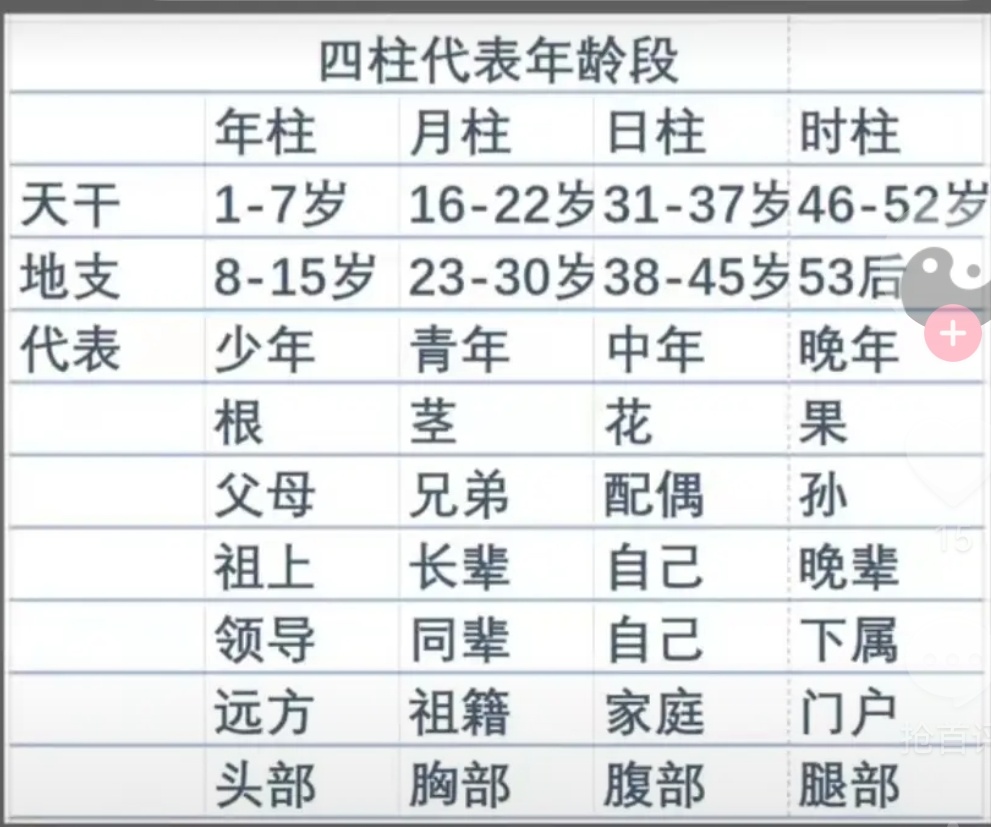 四柱代表年龄段
年柱 月柱 日柱 时柱
天干 1-7岁 16-22岁 31-37岁 46-52岁
地支 8-15岁 23-30岁 38-45岁 53后
代表 少年 青年 中年 晚年
根 茎 花 果
父母 兄弟 配偶 孙
祖上 长辈 自己 晚辈
15
领导 同辈 自己 下属
远方 祖籍 家庭 门户
抢首评
头部 胸部 腹部 腿部